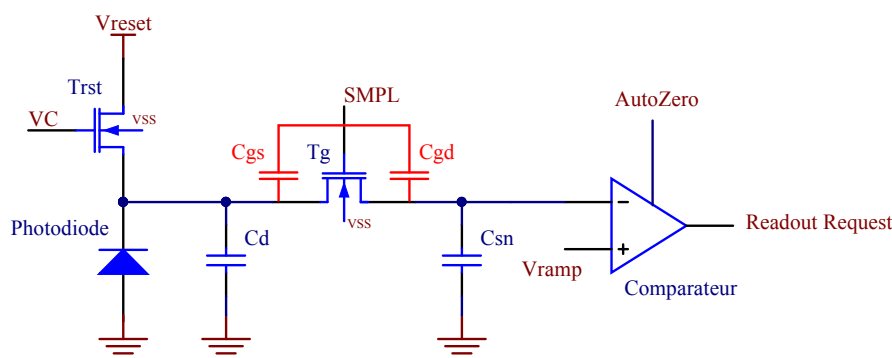 Vreset
Trst
SMPL
AutoZero
VC
VSS
Cgs
Tg
Cgd
VSS
Readout Request
Photodiode
Cd
Csn
Vramp
Comparateur